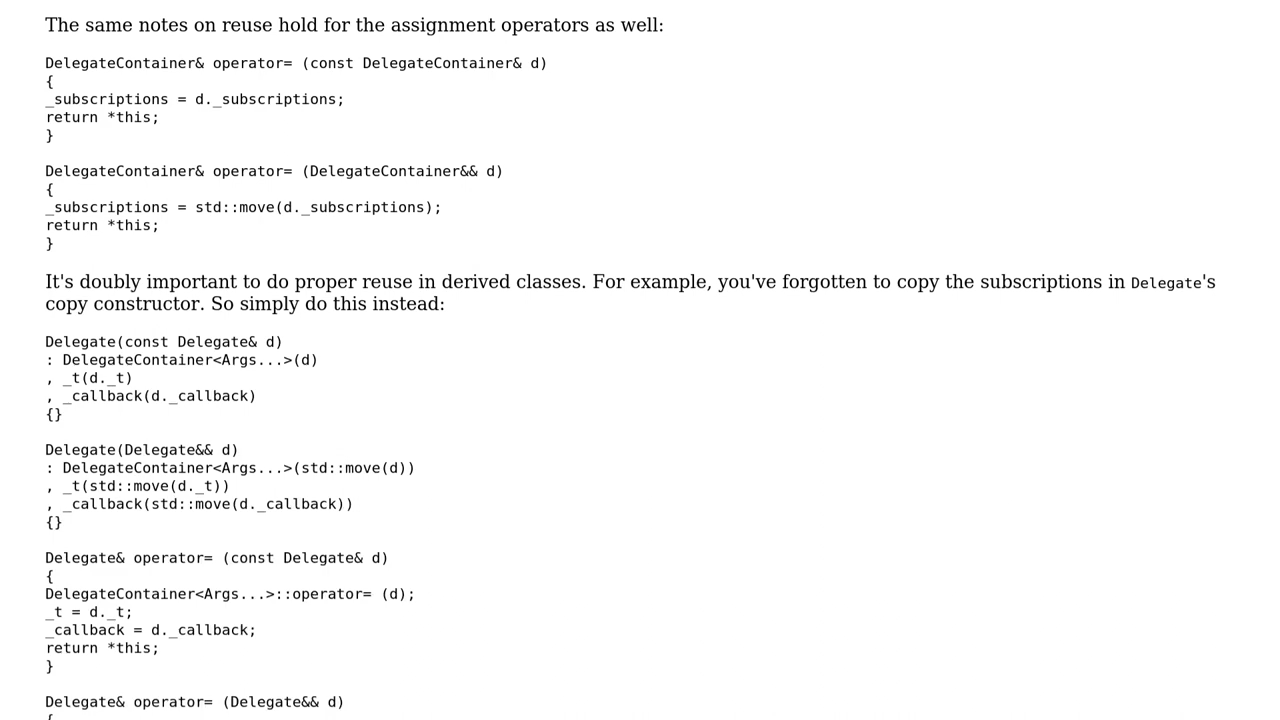 The same notes on reuse hold for the assignment operators as well:
DelegateContainer& operator= (const DelegateContainer& d)
{
_subscriptions = d._subscriptions;
return *this;
}
DelegateContainer& operator= (DelegateContainer&& d)
{
_subscriptions = std::move(d._subscriptions);
return *this;
}
It's doubly important to do proper reuse in derived classes. For example, you've forgotten to copy the subscriptions in Delegate's
copy constructor. So simply do this instead:
Delegate(const Delegate& d)
: DelegateContainer<Args...>(d)
, _t(d._t)
, _callback(d._callback)
{}
Delegate(Delegate&& d)
: DelegateContainer<Args...>(std::move(d))
, _t(std::move(d._t))
, _callback(std::move(d._callback))
{}
Delegate& operator= (const Delegate& d)
{
DelegateContainer<Args...>::operator= (d);
_t = d._t;
_callback = d._callback;
return *this;
}
Delegate& operator= (Delegate&& d)
{